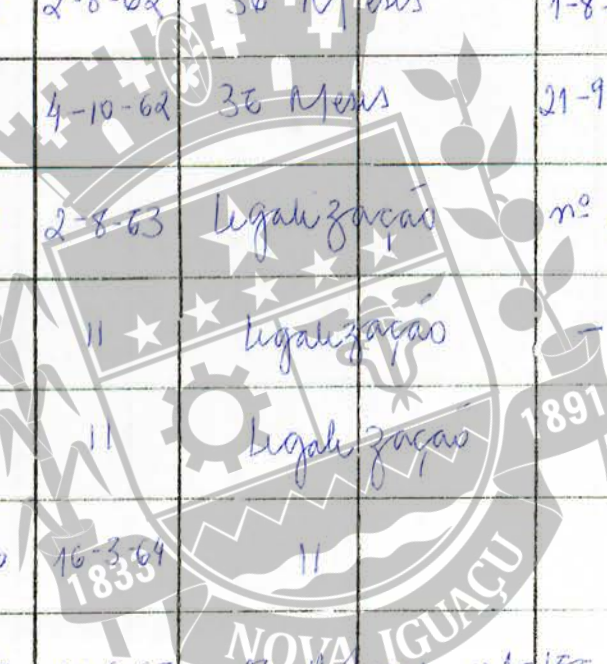 4-10-62 36 Meses 21-9
2-8-63 Legalização nº
11 Legalização -
11 Legalização
16-3-64 11
1833
1891
NOVA IGUAÇU